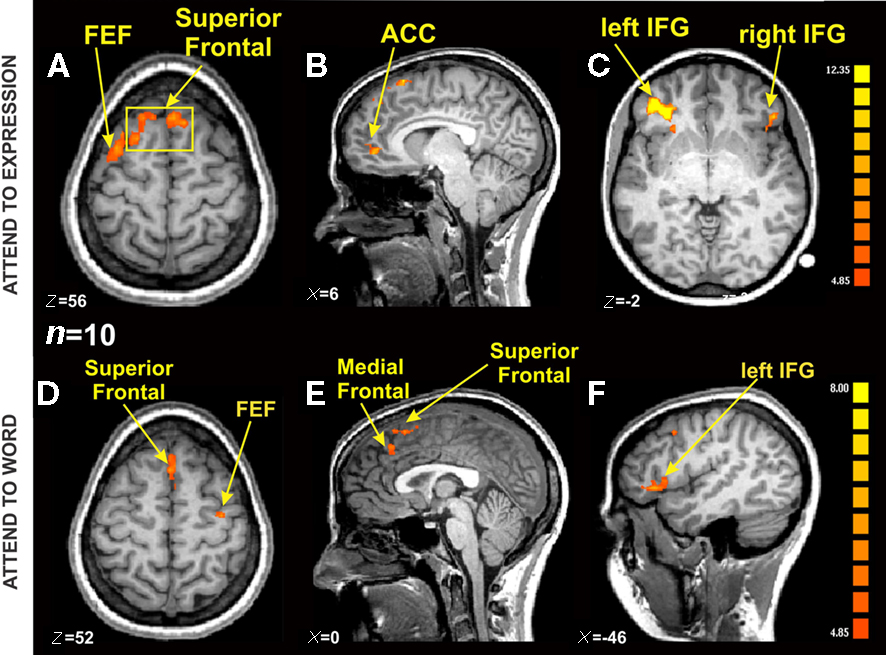 ATTEND TO EXPRESSION
A
FEF
Superior
Frontal
Z=56
B
ACC
X=6
C
left IFG
right IFG
Z=-2
12.35
4.85
n=10
ATTEND TO WORD
D
Superior
Frontal
FEF
Z=52
E
Medial
Frontal
Superior
Frontal
X=0
F
left IFG
X=-46
8.00
4.85